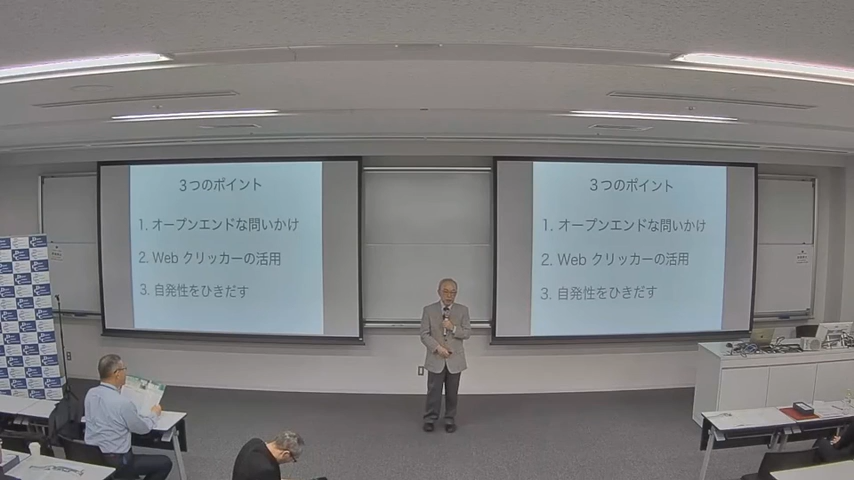 3つのポイント
1. オープンエンドな問いかけ
2. Web クリッカーの活用
3. 自発性をひきだす
3つのポイント
1. オープンエンドな問いかけ
2. Web クリッカーの活用
3. 自発性をひきだす